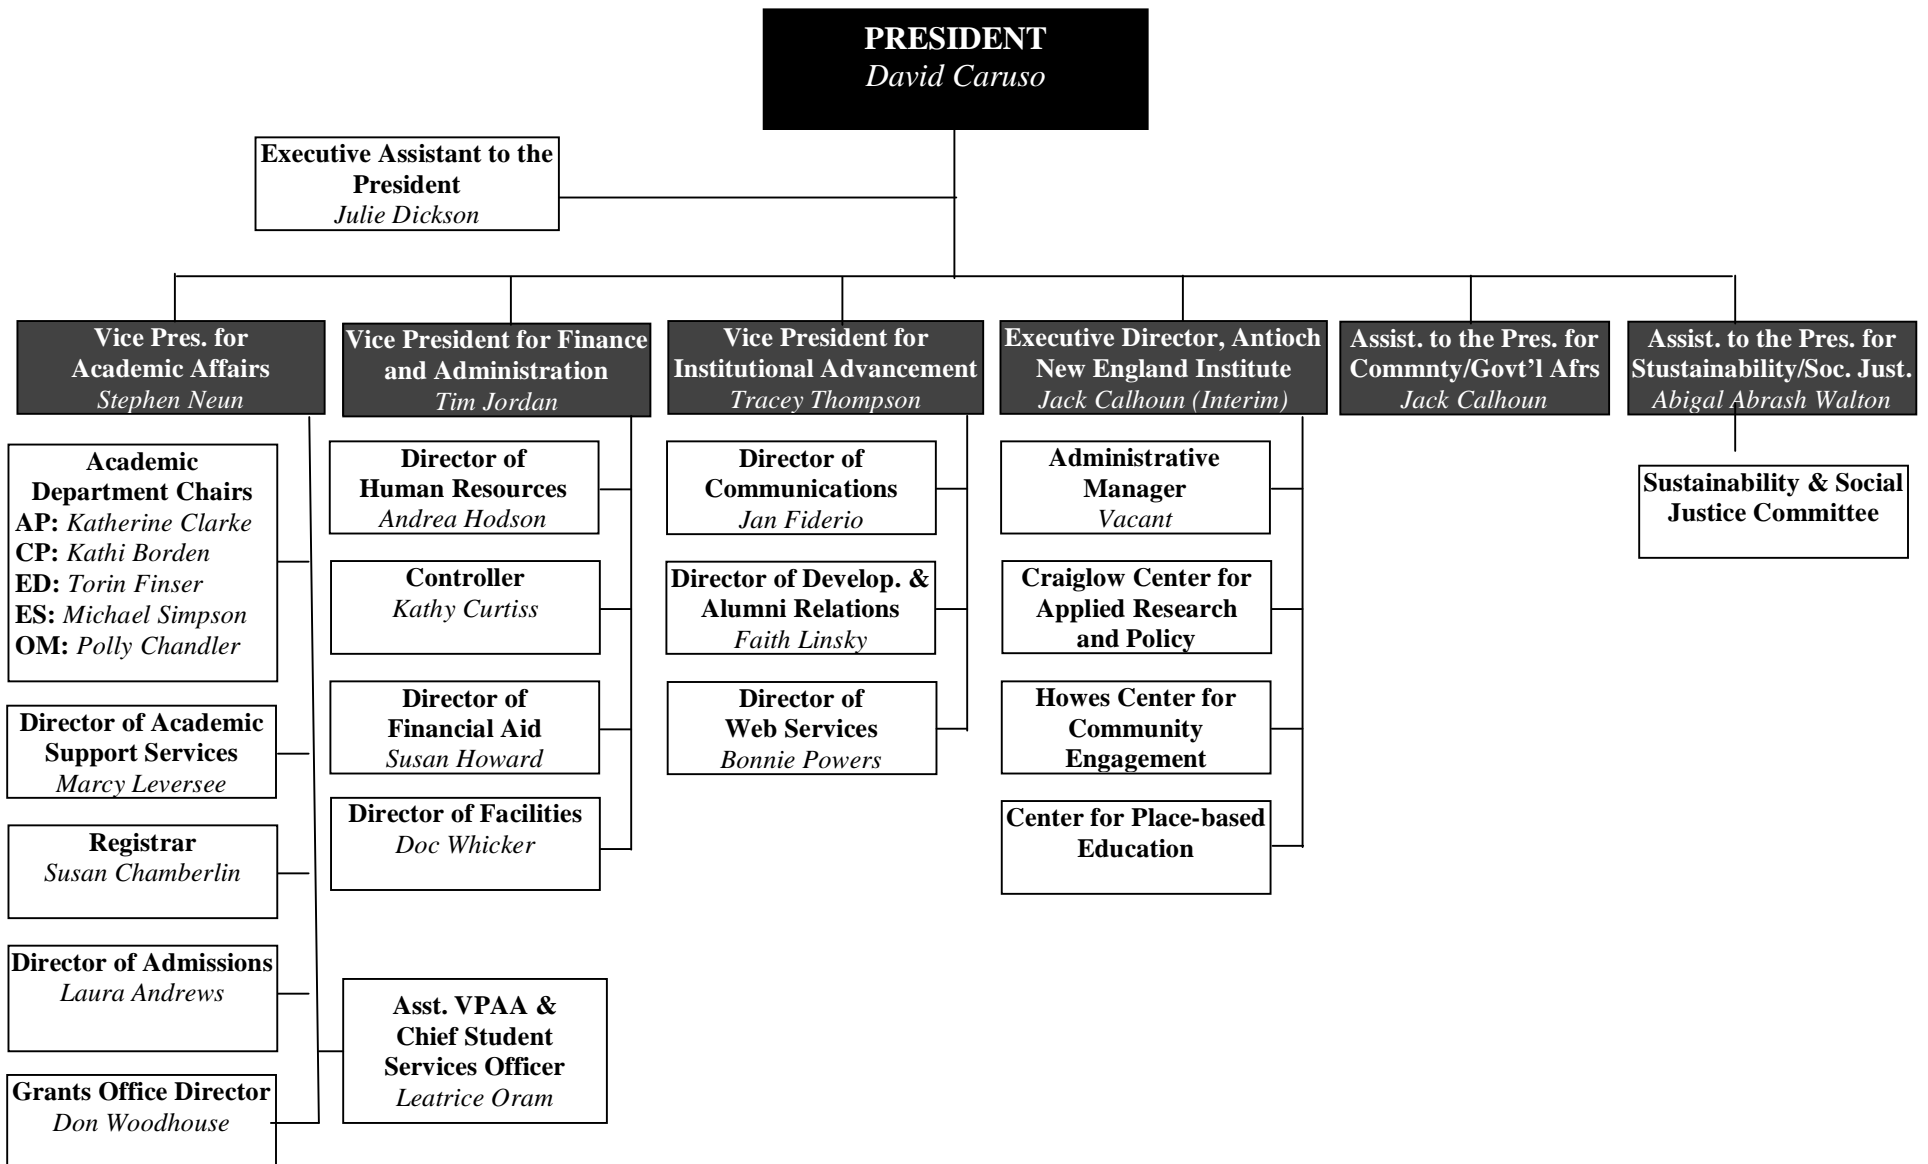 PRESIDENT
David Caruso
Executive Assistant to the
President
Julie Dickson
Vice Pres. for
Academic Affairs
Stephen Neun
Vice President for Finance
and Administration
Tim Jordan
Vice President for
Institutional Advancement
Tracey Thompson
Executive Director, Antioch
New England Institute
Jack Calhoun (Interim)
Assist. to the Pres. for
Commnty/Govt’l Afrs
Jack Calhoun
Assist. to the Pres. for
Stustainability/Soc. Just.
Abigal Abrash Walton
Academic
Department Chairs
AP: Katherine Clarke
CP: Kathi Borden
ED: Torin Finser
ES: Michael Simpson
OM: Polly Chandler
Director of Academic
Support Services
Marcy Leversee
Registrar
Susan Chamberlin
Director of Admissions
Laura Andrews
Grants Office Director
Don Woodhouse
Asst. VPAA &
Chief Student
Services Officer
Leatrice Oram
Director of
Human Resources
Andrea Hodson
Controller
Kathy Curtiss
Director of
Financial Aid
Susan Howard
Director of Facilities
Doc Whicker
Director of
Communications
Jan Fiderio
Director of Develop. &
Alumni Relations
Faith Linsky
Director of
Web Services
Bonnie Powers
Administrative
Manager
Vacant
Craiglow Center for
Applied Research
and Policy
Howes Center for
Community
Engagement
Center for Place-based
Education
Sustainability & Social
Justice Committee